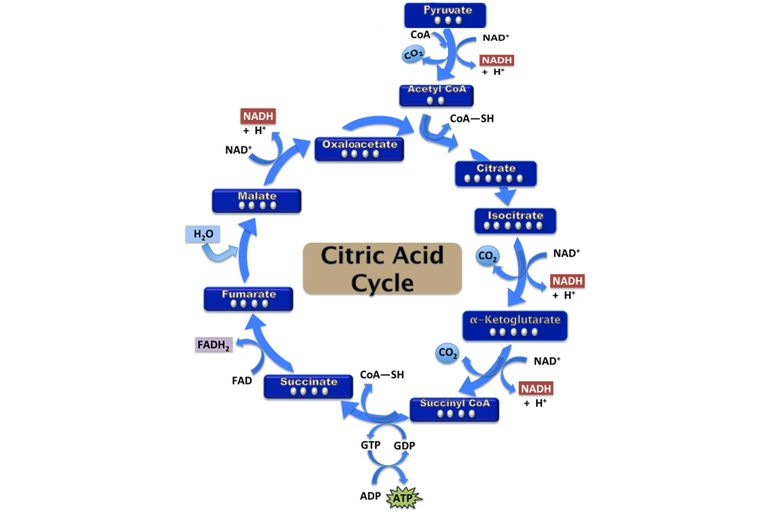 Pyruvate
CoA
NAD⁺
CO₂
NADH
+ H⁺
Acetyl CoA
CoA—SH
NADH
+ H⁺
NAD⁺
Oxaloacetate
Citrate
Malate
Isocitrate
H₂O
Citric Acid
Cycle
CO₂
NAD⁺
NADH
+ H⁺
Fumarate
α-Ketoglutarate
FADH₂
FAD
CO₂
NAD⁺
NADH
+ H⁺
Succinate
CoA—SH
Succinyl CoA
GTP
GDP
ADP
ATP